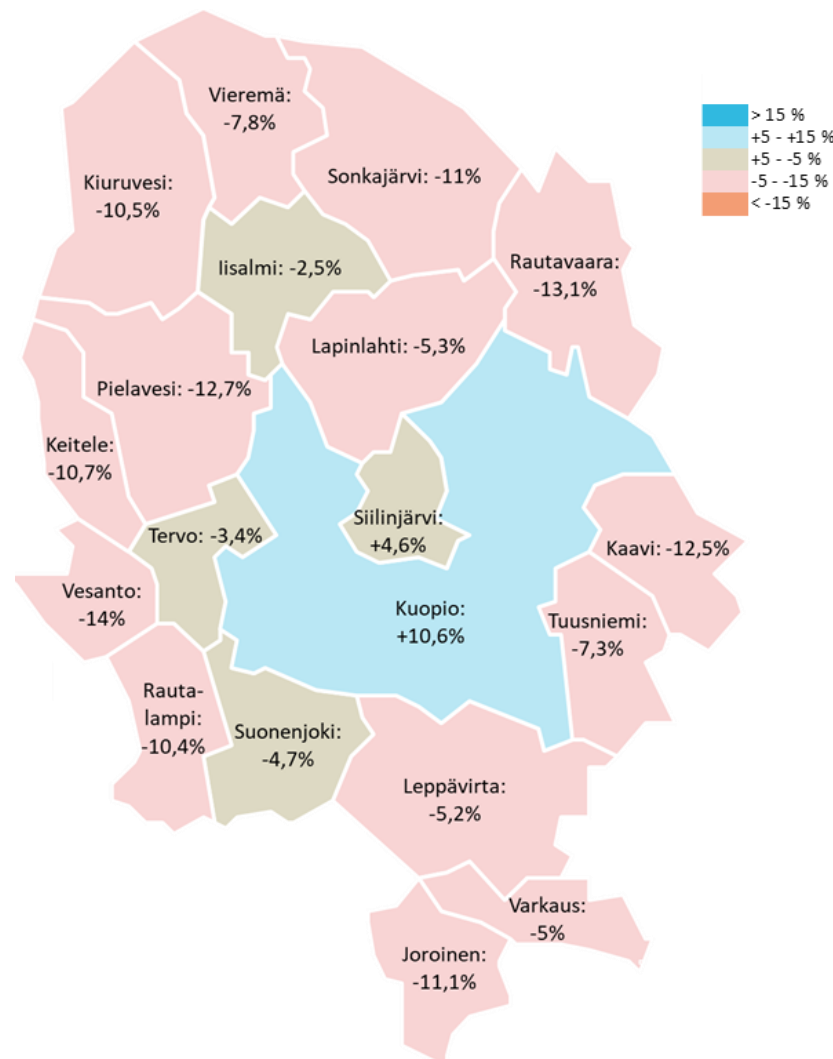 Vieremä:
-7,8%
> 15 %
+5 - +15 %
+5 - -5 %
-5 - -15 %
< -15 %
Kiuruvesi:
-10,5%
Sonkajärvi: -11%
Iisalmi: -2,5%
Rautavaara:
-13,1%
Lapinlahti: -5,3%
Pielavesi: -12,7%
Keitele:
-10,7%
Siilinjärvi:
+4,6%
Tervo: -3,4%
Kaavi: -12,5%
Vesanto:
-14%
Kuopio:
+10,6%
Tuusniemi:
-7,3%
Rauta-
lampi:
-10,4%
Suonenjoki:
-4,7%
Leppävirta:
-5,2%
Varkaus:
-5%
Joroinen:
-11,1%